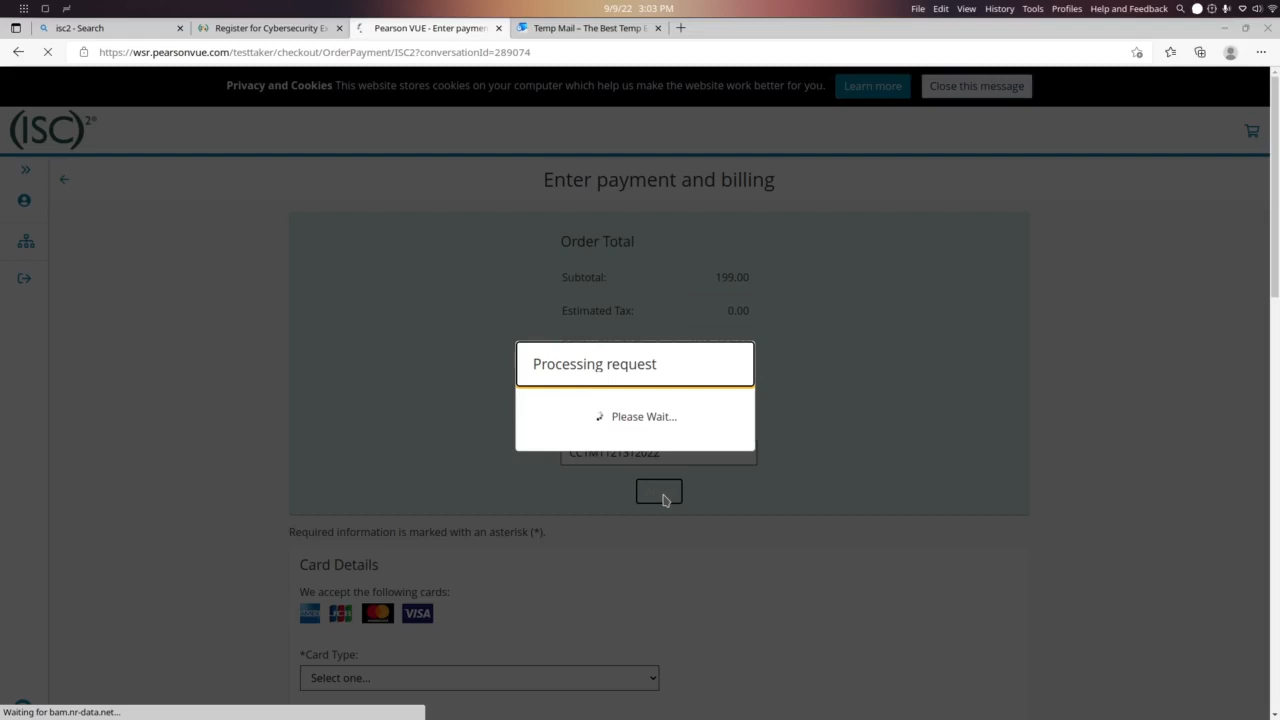 9/9/22 3:03 PM
File Edit View History Tools Profiles Help and Feedback
isc2 - Search
Register for Cybersecurity Ex
Pearson VUE - Enter paymen
Temp Mail – The Best Temp E
https://wsr.pearsonvue.com/testtaker/checkout/OrderPayment/ISC2?conversationId=289074
Privacy and Cookies This website stores cookies on your computer which help us make the website work better for you.
Learn more
Close this message
(ISC)2®
Enter payment and billing
Order Total
Subtotal: 199.00
Estimated Tax: 0.00
Processing request
Please Wait...
Required information is marked with an asterisk (*).
Card Details
We accept the following cards:
JCB
VISA
*Card Type:
Select one...
Waiting for bam.nr-data.net...